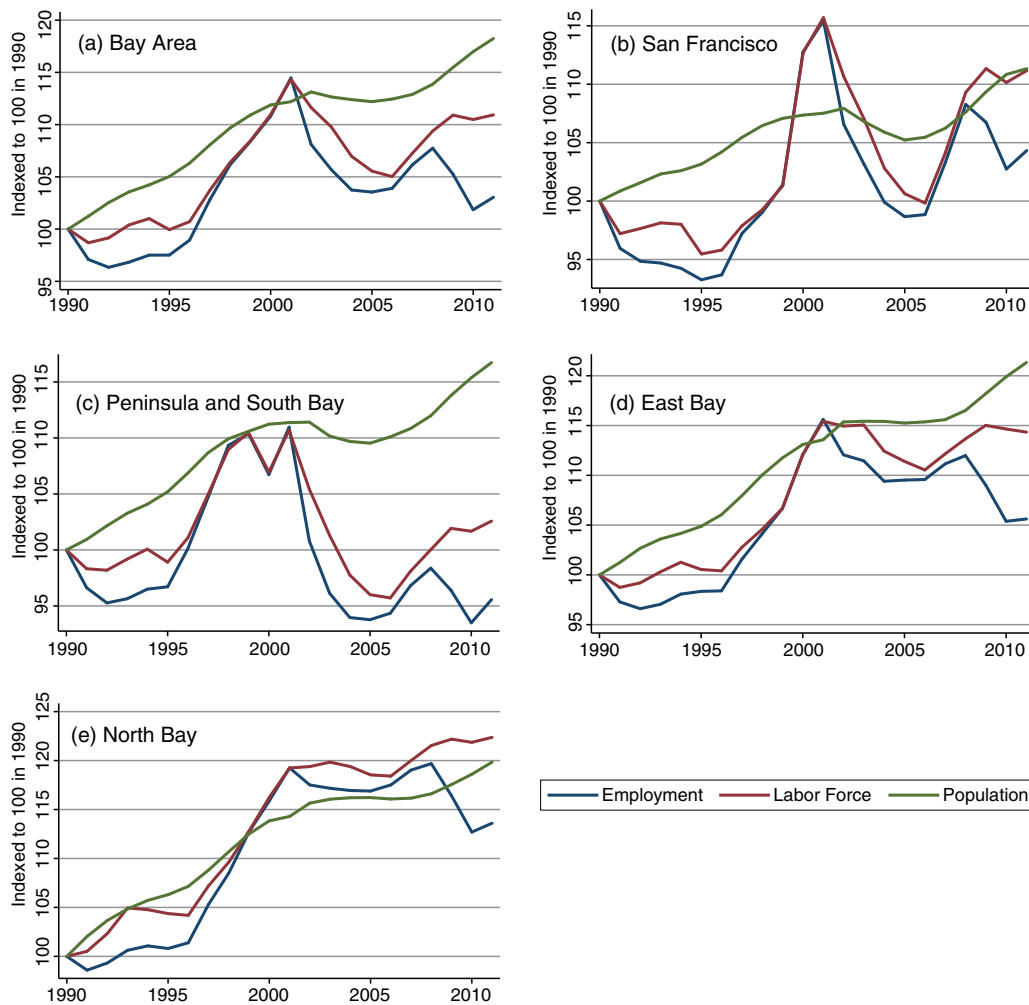 (a) Bay Area
Indexed to 100 in 1990
95 100 105 110 115 120
1990 1995 2000 2005 2010
(b) San Francisco
Indexed to 100 in 1990
95 100 105 110 115
1990 1995 2000 2005 2010
(c) Peninsula and South Bay
Indexed to 100 in 1990
95 100 105 110 115
1990 1995 2000 2005 2010
(d) East Bay
Indexed to 100 in 1990
95 100 105 110 115 120
1990 1995 2000 2005 2010
(e) North Bay
Indexed to 100 in 1990
100 105 110 115 120 125
1990 1995 2000 2005 2010
Employment Labor Force Population